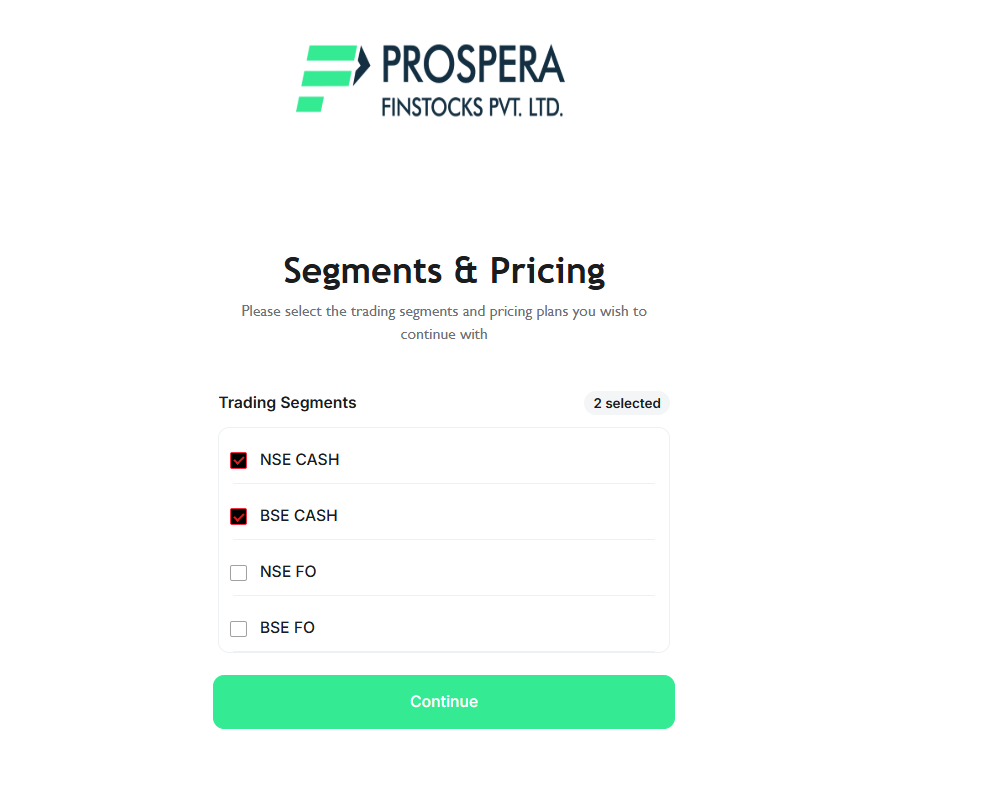 PROSPERA
FINSTOCKS PVT. LTD.
Segments & Pricing
Please select the trading segments and pricing plans you wish to
continue with
Trading Segments 2 selected
NSE CASH
BSE CASH
NSE FO
BSE FO
Continue